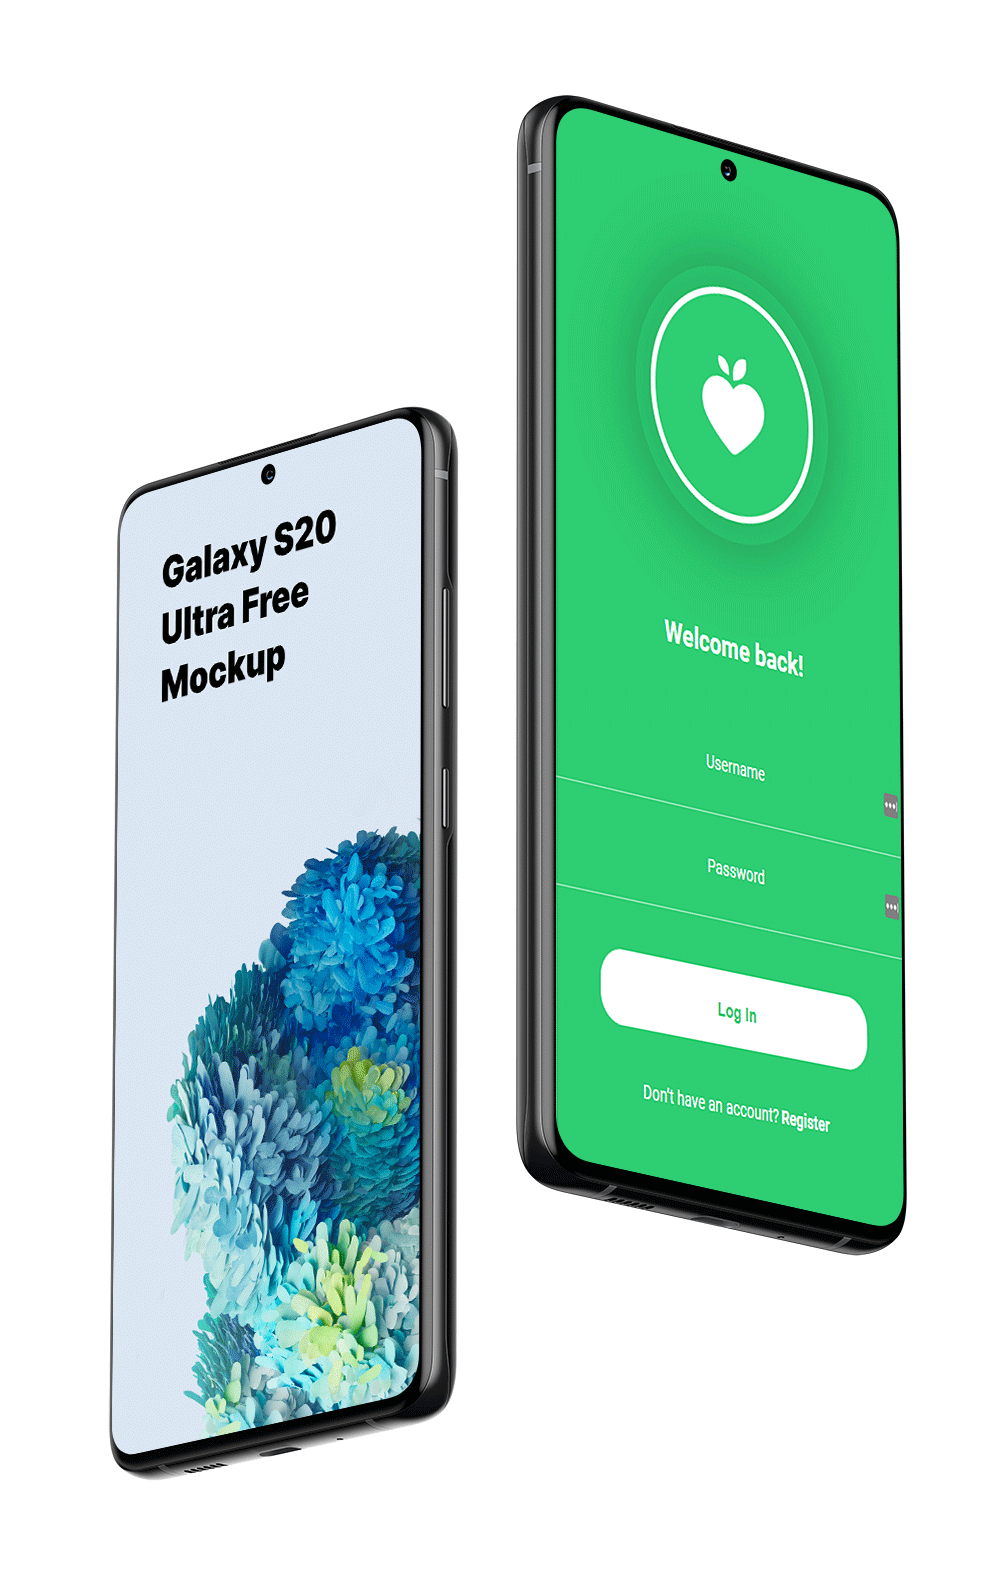 Galaxy S20
Ultra Free
Mockup
Welcome back!
Username
Password
Log In
Don't have an account? Register